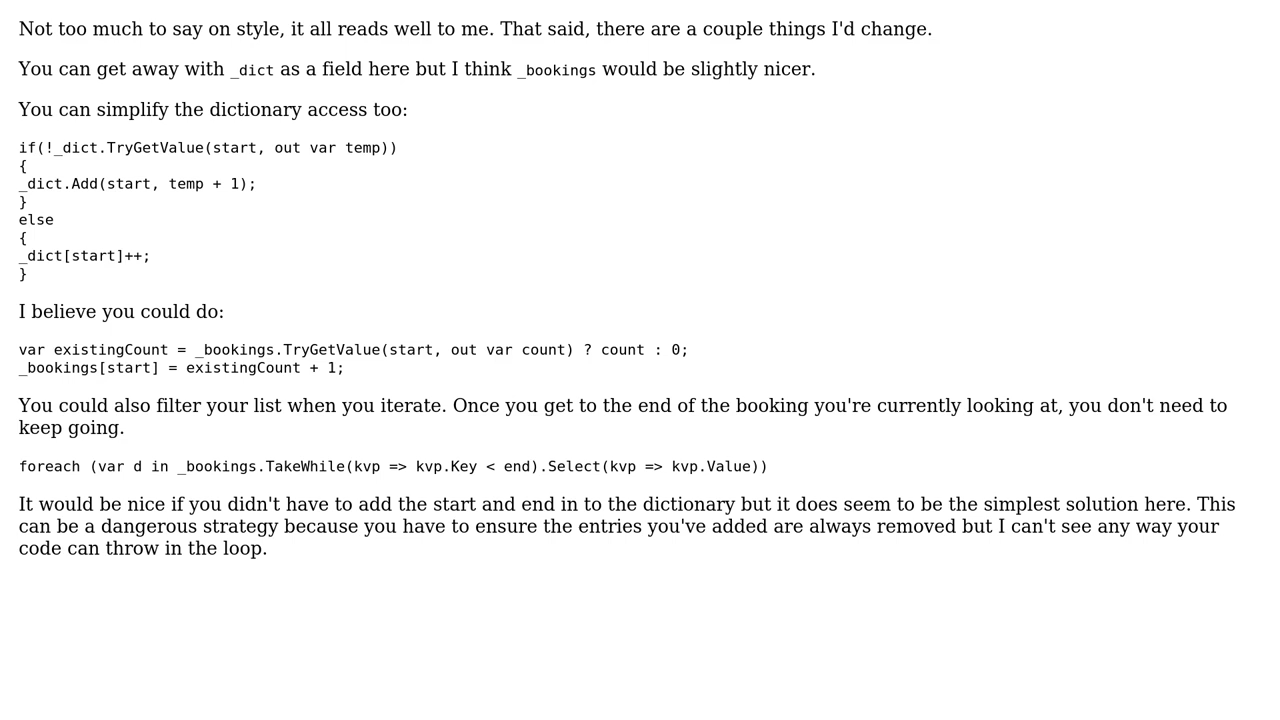 Not too much to say on style, it all reads well to me. That said, there are a couple things I'd change.
You can get away with _dict as a field here but I think _bookings would be slightly nicer.
You can simplify the dictionary access too:
if(!_dict.TryGetValue(start, out var temp))
{
_dict.Add(start, temp + 1);
}
else
{
_dict[start]++;
}
I believe you could do:
var existingCount = _bookings.TryGetValue(start, out var count) ? count : 0;
_bookings[start] = existingCount + 1;
You could also filter your list when you iterate. Once you get to the end of the booking you're currently looking at, you don't need to
keep going.
foreach (var d in _bookings.TakeWhile(kvp => kvp.Key < end).Select(kvp => kvp.Value))
It would be nice if you didn't have to add the start and end in to the dictionary but it does seem to be the simplest solution here. This
can be a dangerous strategy because you have to ensure the entries you've added are always removed but I can't see any way your
code can throw in the loop.